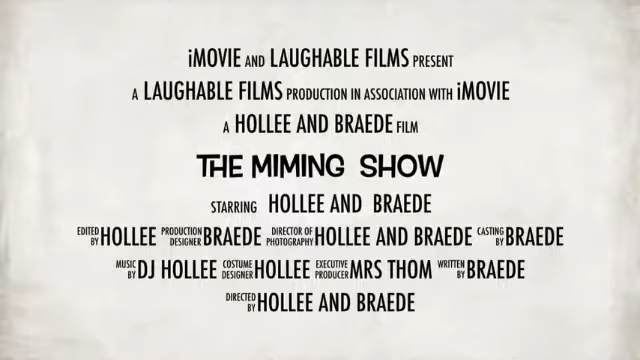 iMOVIE AND LAUGHABLE FILMS PRESENT
A LAUGHABLE FILMS PRODUCTION IN ASSOCIATION WITH iMOVIE
A HOLLEE AND BRAEDE FILM
THE MIMING SHOW
STARRING HOLLEE AND BRAEDE
EDITED BY HOLLEE PRODUCTION DESIGNER BRAEDE DIRECTOR OF PHOTOGRAPHY HOLLEE AND BRAEDE CASTING BY BRAEDE
MUSIC BY DJ HOLLEE COSTUME DESIGNER HOLLEE EXECUTIVE PRODUCER MRS THOM WRITTEN BY BRAEDE
DIRECTED BY HOLLEE AND BRAEDE